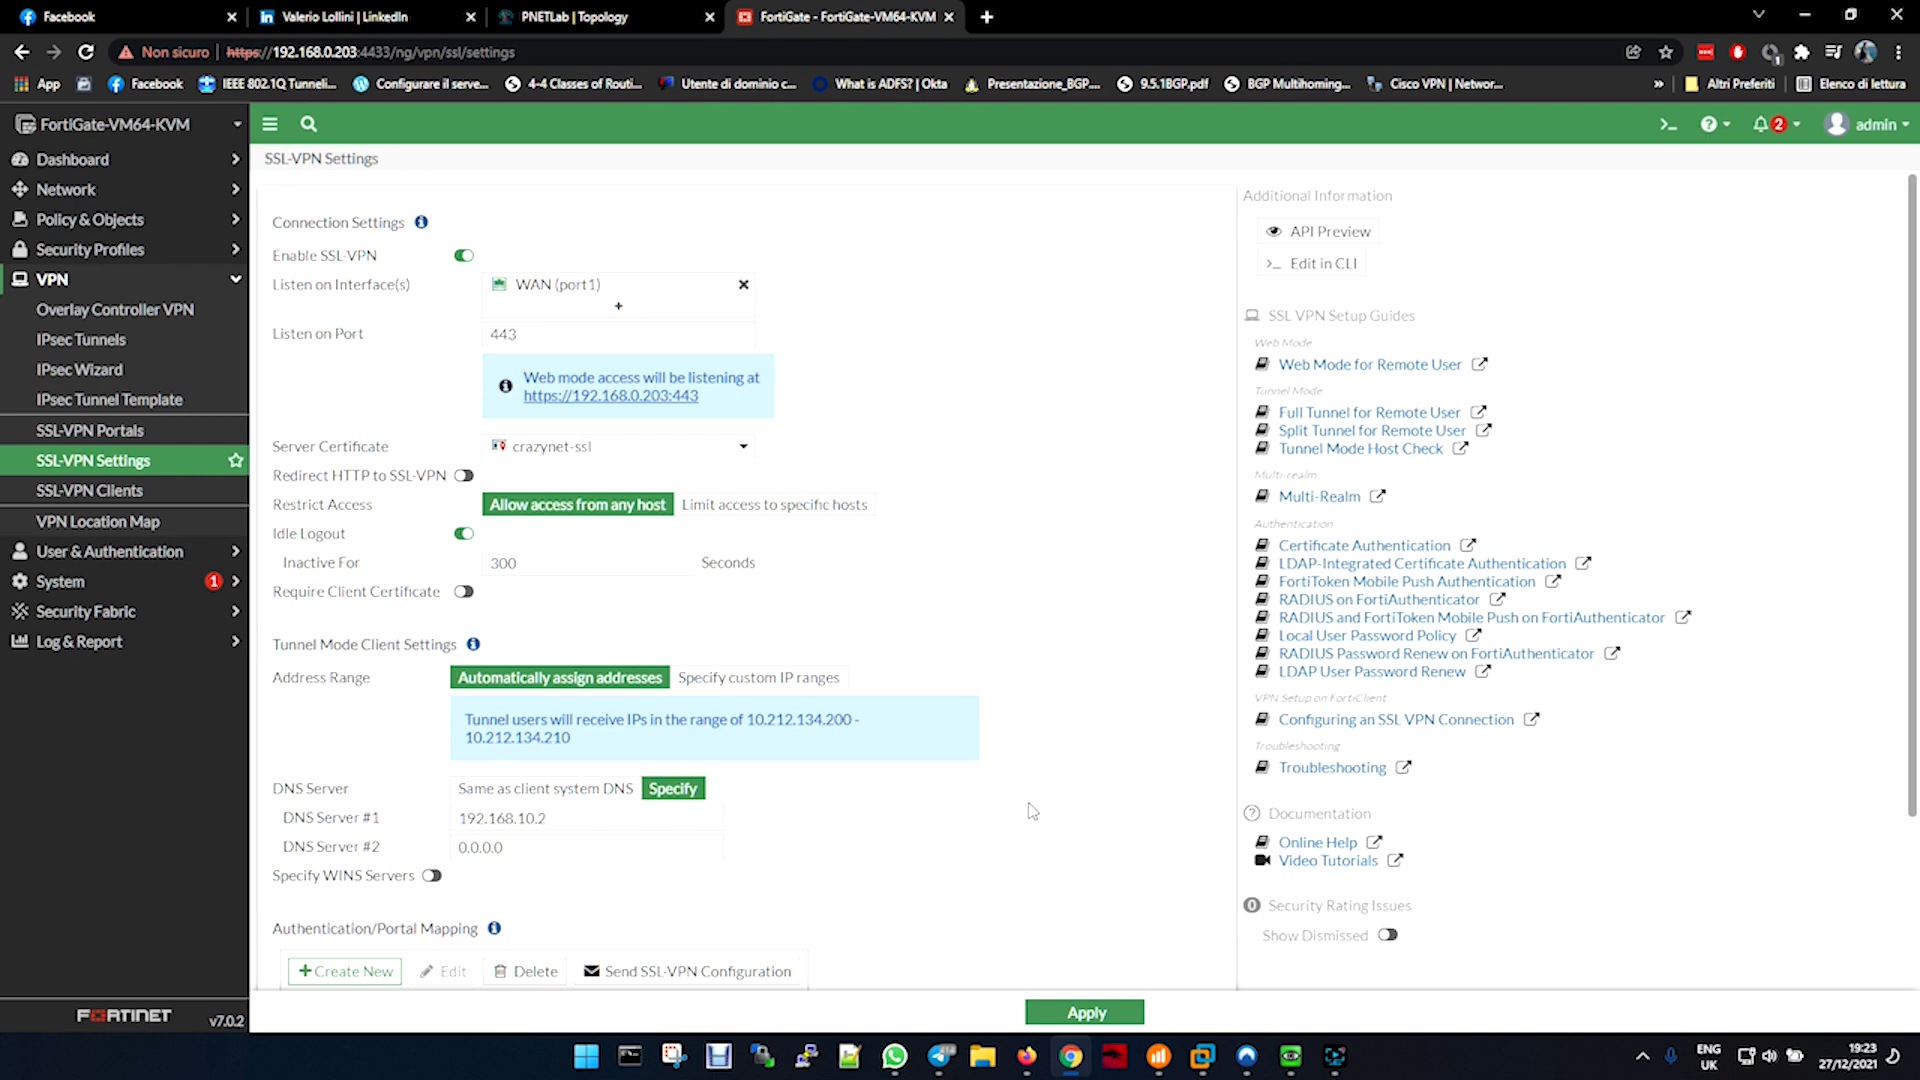 Facebook
Valerio Lollini | LinkedIn
PNETLab | Topology
FortiGate - FortiGate-VM64-KVM
Non sicuro
https://192.168.0.203:4433/ng/vpn/ssl/settings
App
Facebook
IEEE 802.1Q Tunneli...
Configurare il serve...
4-4 Classes of Routi...
Utente di dominio c...
What is ADFS? | Okta
Presentazione_BGP....
9.5.1BGP.pdf
BGP Multihoming...
Cisco VPN | Networ...
»
Altri Preferiti
Elenco di lettura
FortiGate-VM64-KVM
>_
2
admin
Dashboard
Network
Policy & Objects
Security Profiles
VPN
Overlay Controller VPN
IPsec Tunnels
IPsec Wizard
IPsec Tunnel Template
SSL-VPN Portals
SSL-VPN Settings
SSL-VPN Clients
VPN Location Map
User & Authentication
System 1
Security Fabric
Log & Report
FORTINET v7.0.2
SSL-VPN Settings
Connection Settings
Enable SSL-VPN
Listen on Interface(s) WAN (port1)
+
Listen on Port 443
Web mode access will be listening at
https://192.168.0.203:443
Server Certificate crazynet-ssl
Redirect HTTP to SSL-VPN
Restrict Access Allow access from any host Limit access to specific hosts
Idle Logout
Inactive For 300 Seconds
Require Client Certificate
Tunnel Mode Client Settings
Address Range Automatically assign addresses Specify custom IP ranges
Tunnel users will receive IPs in the range of 10.212.134.200 -
10.212.134.210
DNS Server Same as client system DNS Specify
DNS Server #1 192.168.10.2
DNS Server #2 0.0.0.0
Specify WINS Servers
Authentication/Portal Mapping
+ Create New Edit Delete Send SSL-VPN Configuration
Apply
Additional Information
API Preview
>_ Edit in CLI
SSL VPN Setup Guides
Web Mode
Web Mode for Remote User
Tunnel Mode
Full Tunnel for Remote User
Split Tunnel for Remote User
Tunnel Mode Host Check
Multi-realm
Multi-Realm
Authentication
Certificate Authentication
LDAP-Integrated Certificate Authentication
FortiToken Mobile Push Authentication
RADIUS on FortiAuthenticator
RADIUS and FortiToken Mobile Push on FortiAuthenticator
Local User Password Policy
RADIUS Password Renew on FortiAuthenticator
LDAP User Password Renew
VPN Setup on FortiClient
Configuring an SSL VPN Connection
Troubleshooting
Troubleshooting
Documentation
Online Help
Video Tutorials
0 Security Rating Issues
Show Dismissed
ENG
UK
19:23
27/12/2021